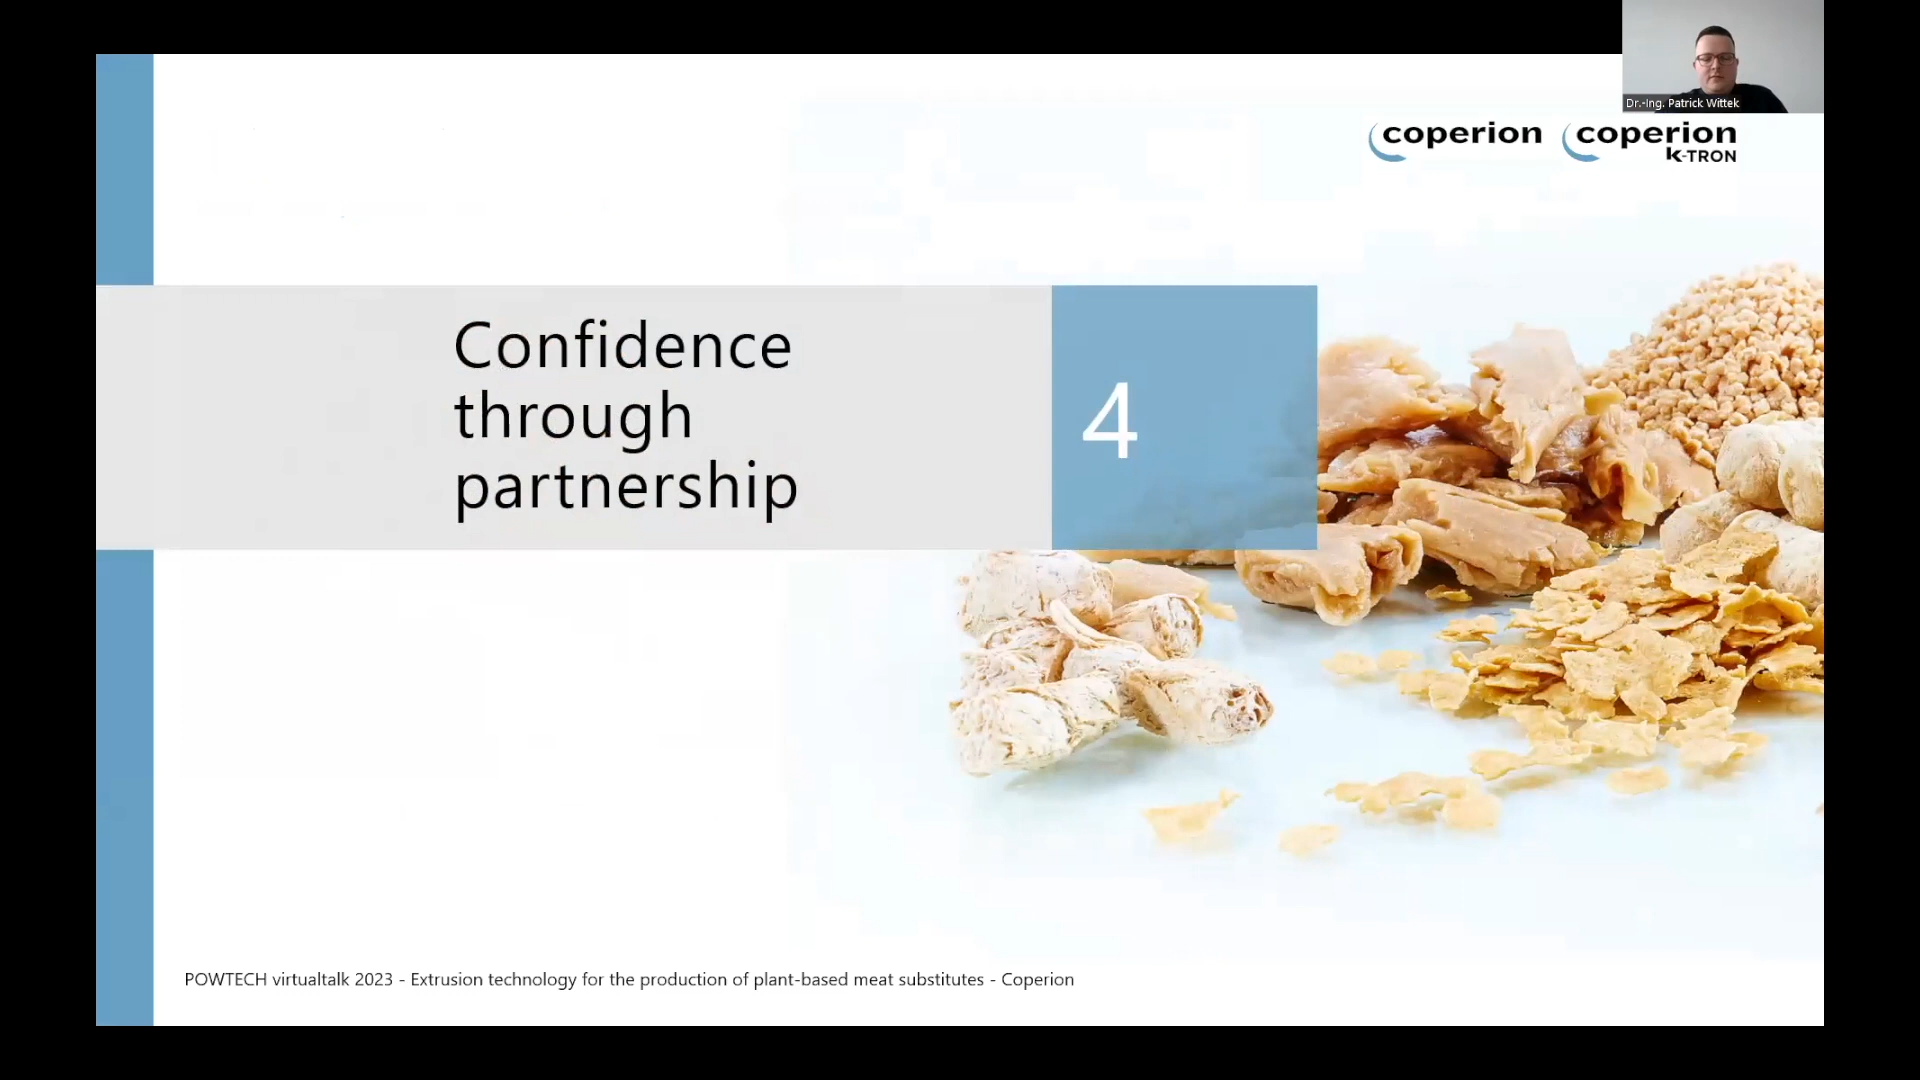 Dr.-Ing. Patrick Wittek
coperion coperion
K-TRON
Confidence
through
partnership
4
POWTECH virtualtalk 2023 - Extrusion technology for the production of plant-based meat substitutes - Coperion